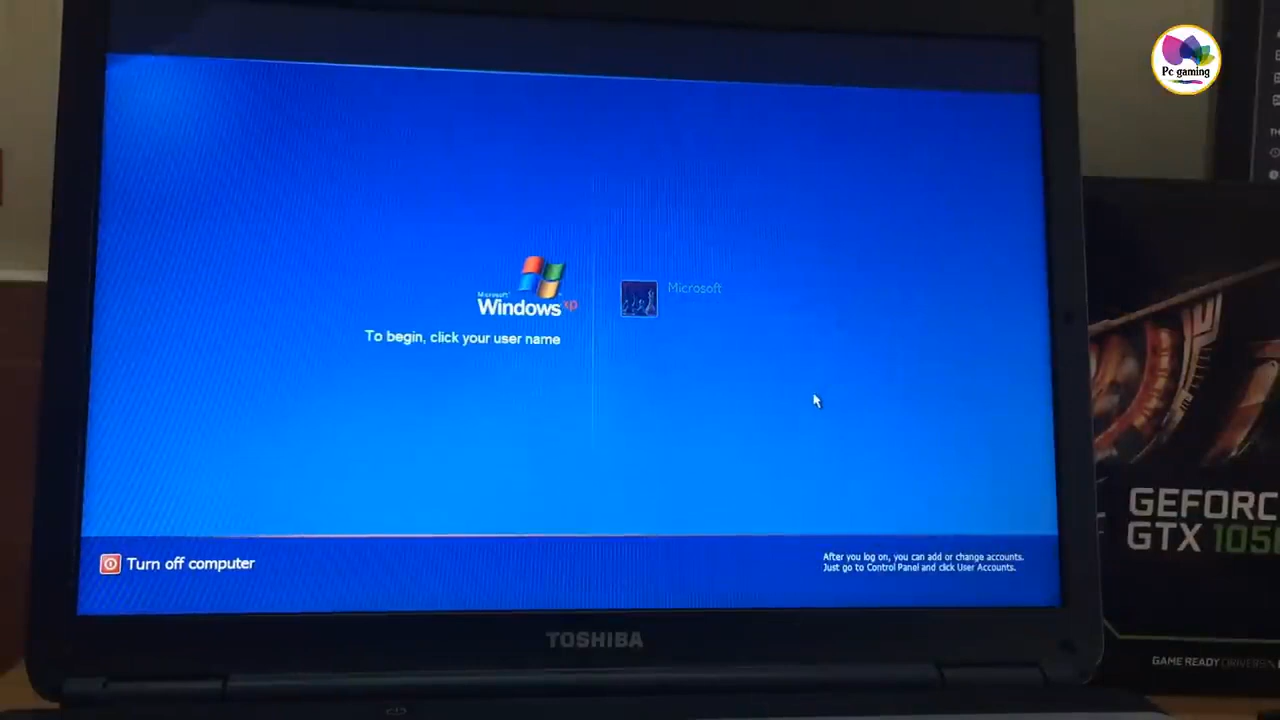 Pc gaming
Microsoft
Windows xp
To begin, click your user name
Microsoft
Turn off computer
After you log on, you can add or change accounts.
Just go to Control Panel and click User Accounts.
TOSHIBA
GEFORC
GTX 105
GAME READY DRIVERS